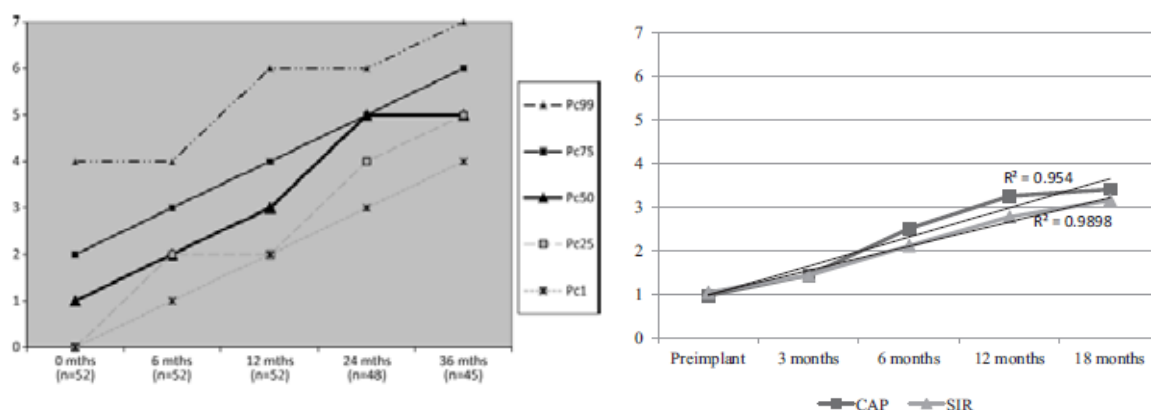 7
6
5
4
3
2
1
0
0 mths 6 mths 12 mths 24 mths 36 mths
(n=52) (n=52) (n=52) (n=48) (n=45)
Pc99
Pc75
Pc50
Pc25
Pc1
7
6
5
4
3
2
1
0
R² = 0.954
R² = 0.9898
Preimplant 3 months 6 months 12 months 18 months
CAP SIR